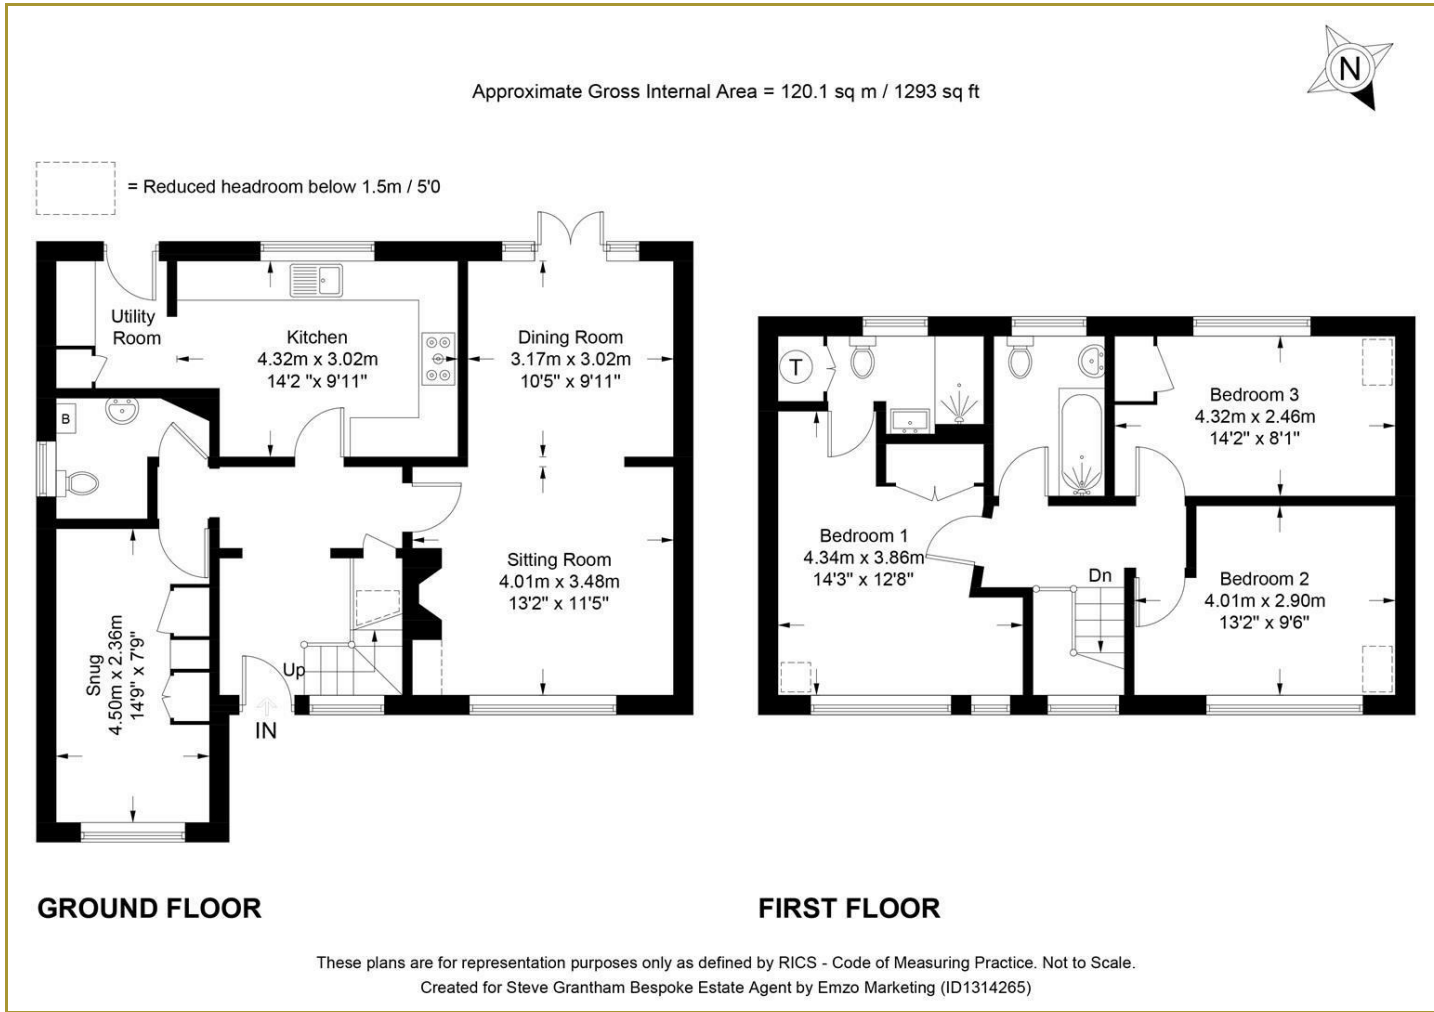 N
Approximate Gross Internal Area = 120.1 sq m / 1293 sq ft
= Reduced headroom below 1.5m / 5'0
Utility
Room
Kitchen
4.32m x 3.02m
14'2 "x 9'11"
Dining Room
3.17m x 3.02m
10'5" x 9'11"
B
Sitting Room
4.01m x 3.48m
13'2" x 11'5"
Snug
4.50m x 2.36m
14'9" x 7'9"
Up
IN
T
Bedroom 3
4.32m x 2.46m
14'2" x 8'1"
Bedroom 1
4.34m x 3.86m
14'3" x 12'8"
Dn
Bedroom 2
4.01m x 2.90m
13'2" x 9'6"
GROUND FLOOR
FIRST FLOOR
These plans are for representation purposes only as defined by RICS - Code of Measuring Practice. Not to Scale.
Created for Steve Grantham Bespoke Estate Agent by Emzo Marketing (ID1314265)